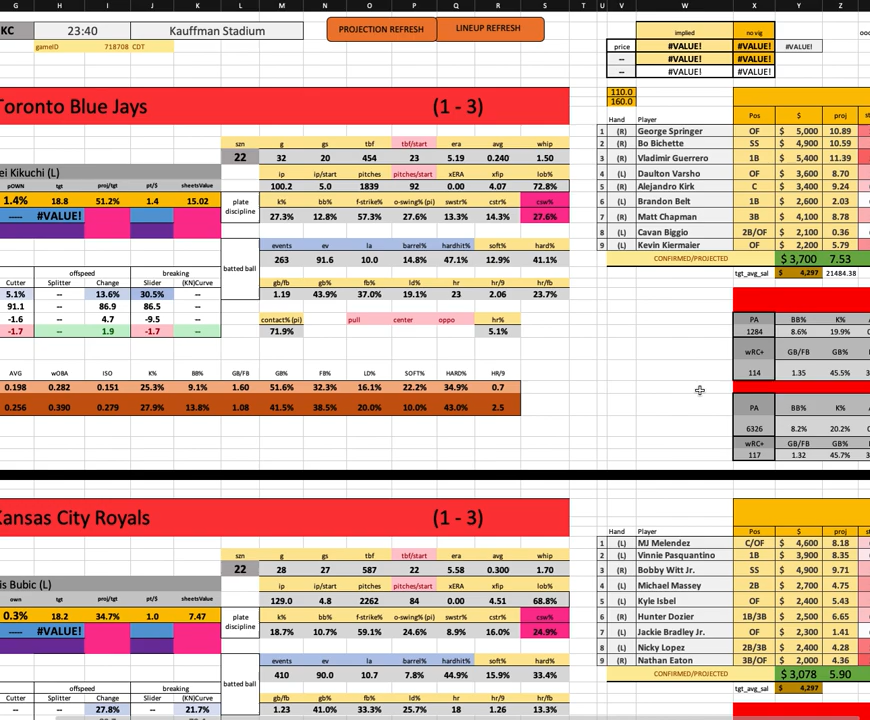 G H I J K L M N O P Q R S T U V W X Y Z
KC 23:40 Kauffman Stadium PROJECTION REFRESH LINEUP REFRESH implied no vig
gameID 718708 CDT price #VALUE! #VALUE! #VALUE!
-- #VALUE! #VALUE!
-- #VALUE! #VALUE!
Toronto Blue Jays (1 - 3) 110.0
160.0
Hand Player Pos $ proj
szn g gs tbf tbf/start era avg whip
22 32 20 454 23 5.19 0.240 1.50
ei Kikuchi (L) ip ip/start pitches pitches/start xERA xfip lob%
pOWN tgt proj/tgt pt/$ sheetsValue 100.2 5.0 1839 92 0.00 4.07 72.8%
1.4% 18.8 51.2% 1.4 15.02 plate discipline k% bb% f-strike% o-swing% (pi) swstr% cstr% csw%
----- #VALUE! 27.3% 12.8% 57.3% 27.6% 13.3% 14.3% 27.6%
1 (R) George Springer OF $ 5,000 10.89
2 (R) Bo Bichette SS $ 4,900 10.59
3 (R) Vladimir Guerrero 1B $ 5,400 11.39
4 (L) Daulton Varsho OF $ 3,600 8.70
5 (R) Alejandro Kirk C $ 3,400 9.24
6 (L) Brandon Belt 1B $ 2,600 2.03
7 (R) Matt Chapman 3B $ 4,100 8.78
8 (L) Cavan Biggio 2B/OF $ 2,100 0.36
9 (L) Kevin Kiermaier OF $ 2,200 5.79
CONFIRMED/PROJECTED $ 3,700 7.53
tgt_avg_sal $ 4,297 21484.38
batted ball events ev la barrel% hardhit% soft% hard%
263 91.6 10.0 14.8% 47.1% 12.9% 41.1%
offspeed breaking gb/fb gb% fb% ld% hr hr/9 hr/fb
Cutter Splitter Change Slider (KN)Curve
5.1% -- 13.6% 30.5% -- 1.19 43.9% 37.0% 19.1% 23 2.06 23.7%
91.1 -- 86.9 86.5 --
-1.6 -- 4.7 -9.5 -- contact% (pi) pull center oppo hr%
-1.7 -- 1.9 -1.7 -- 71.9% 5.1%
PA BB% K%
1284 8.6% 19.9%
wRC+ GB/FB GB%
114 1.35 45.5%
AVG wOBA ISO K% BB% GB/FB GB% FB% LD% SOFT% HARD% HR/9
0.198 0.282 0.151 25.3% 9.1% 1.60 51.6% 32.3% 16.1% 22.2% 34.9% 0.7
0.256 0.390 0.279 27.9% 13.8% 1.08 41.5% 38.5% 20.0% 10.0% 43.0% 2.5
PA BB% K%
6326 8.2% 20.2%
wRC+ GB/FB GB%
117 1.32 45.7%
Kansas City Royals (1 - 3)
Hand Player Pos $ proj
szn g gs tbf tbf/start era avg whip
22 28 27 587 22 5.58 0.300 1.70
is Bubic (L) ip ip/start pitches pitches/start xERA xfip lob%
own tgt proj/tgt pt/$ sheetsValue 129.0 4.8 2262 84 0.00 4.51 68.8%
0.3% 18.2 34.7% 1.0 7.47 plate discipline k% bb% f-strike% o-swing% (pi) swstr% cstr% csw%
----- #VALUE! 18.7% 10.7% 59.1% 24.6% 8.9% 16.0% 24.9%
1 (L) MJ Melendez C/OF $ 4,600 8.18
2 (L) Vinnie Pasquantino 1B $ 3,900 8.35
3 (R) Bobby Witt Jr. SS $ 4,900 9.71
4 (L) Michael Massey 2B $ 2,700 4.75
5 (L) Kyle Isbel OF $ 2,400 5.43
6 (R) Hunter Dozier 1B/3B $ 2,500 6.65
7 (L) Jackie Bradley Jr. OF $ 2,300 1.41
8 (L) Nicky Lopez 2B/3B $ 2,400 4.28
9 (R) Nathan Eaton 3B/OF $ 2,000 4.36
CONFIRMED/PROJECTED $ 3,078 5.90
tgt_avg_sal $ 4,297
batted ball events ev la barrel% hardhit% soft% hard%
410 90.0 10.7 7.8% 44.9% 15.9% 33.4%
offspeed breaking gb/fb gb% fb% ld% hr hr/9 hr/fb
Cutter Splitter Change Slider (KN)Curve
-- -- 27.8% -- 21.7% 1.23 41.0% 33.3% 25.7% 18 1.26 13.3%